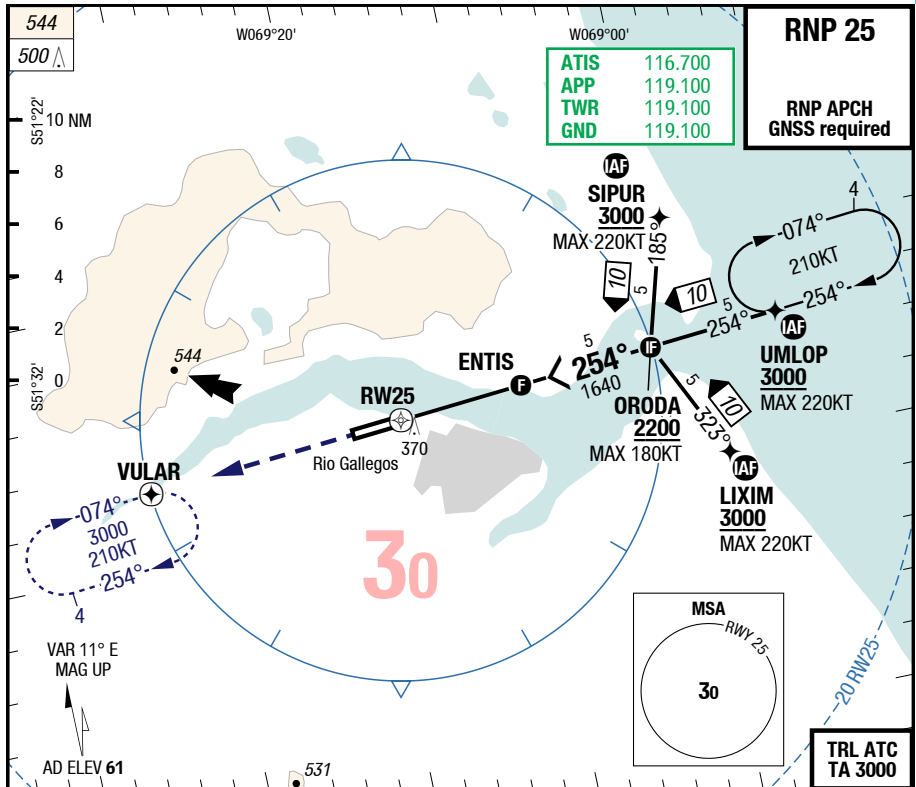 544
500
W069°20'
W069°00'
RNP 25
RNP APCH
GNSS required
ATIS 116.700
APP 119.100
TWR 119.100
GND 119.100
S51°22'
10 NM
8
6
4
2
0
S51°32'
IAF
SIPUR
3000
MAX 220KT
185°
5
10
10
4
074°
210KT
254°
5
254°
IAF
UMLOP
3000
MAX 220KT
544
ENTIS
F
5
254°
1640
IF
ORODA
2200
MAX 180KT
5
323°
10
IAF
LIXIM
3000
MAX 220KT
RW25
370
Rio Gallegos
VULAR
074°
3000
210KT
254°
4
30
VAR 11° E
MAG UP
AD ELEV 61
531
MSA
RWY 25
30
20 RW25
TRL ATC
TA 3000